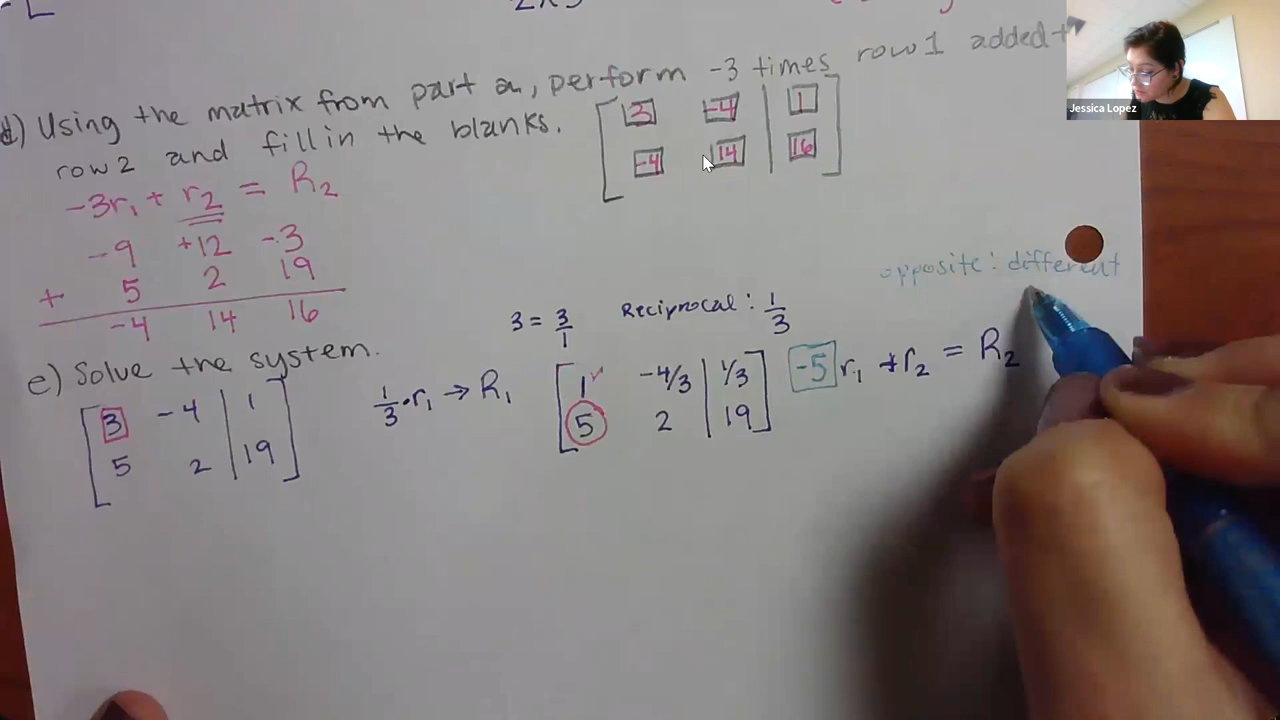 d) Using the matrix from part a, perform -3 times row 1 added t
row 2 and fill in the blanks.
[ 3 -4 | 1
-4 14 | 16 ]
-3r₁ + r₂ = R₂
-9 +12 -3
+ 5 2 19
-4 14 16
opposite: different
3 = 3/1 Reciprocal: 1/3
e) Solve the system.
[ 3 -4 | 1
5 2 | 19 ]
1/3 · r₁ → R₁
[ 1 -4/3 | 1/3
5 2 | 19 ]
-5 r₁ + r₂ = R₂
Jessica Lopez